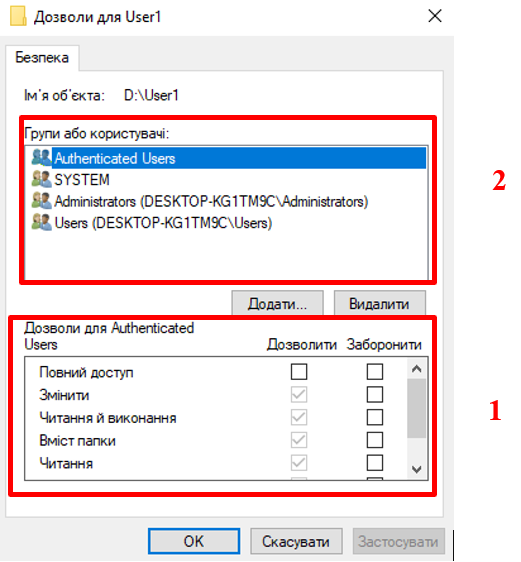 Дозволи для User1
Безпека
Ім'я об'єкта: D:\User1
Групи або користувачі:
Authenticated Users
SYSTEM
Administrators (DESKTOP-KG1TM9C\Administrators)
Users (DESKTOP-KG1TM9C\Users)
2
Додати... Видалити
Дозволи для Authenticated
Users Дозволити Заборонити
Повний доступ
Змінити
Читання й виконання
1
Вміст папки
Читання
OK Скасувати Застосувати